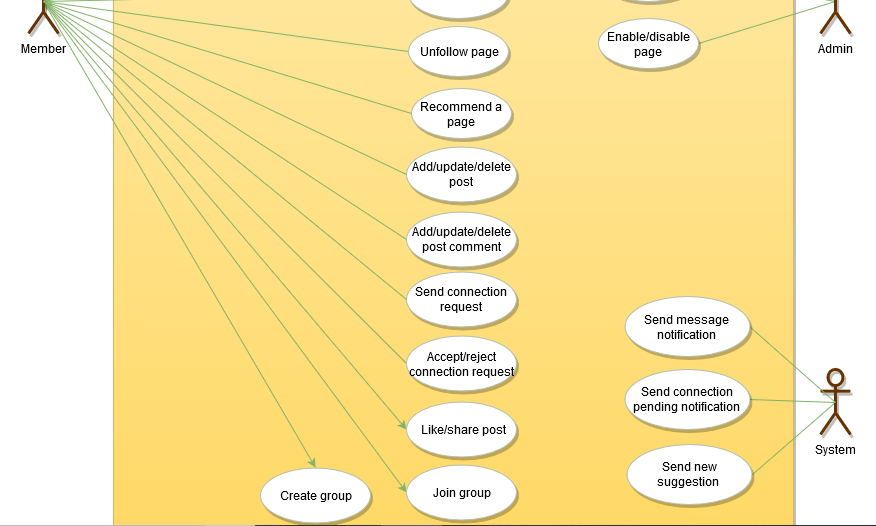 Member
Unfollow page
Recommend a
page
Add/update/delete
post
Add/update/delete
post comment
Send connection
request
Accept/reject
connection request
Like/share post
Create group
Join group
Enable/disable
page
Admin
Send message
notification
Send connection
pending notification
Send new
suggestion
System